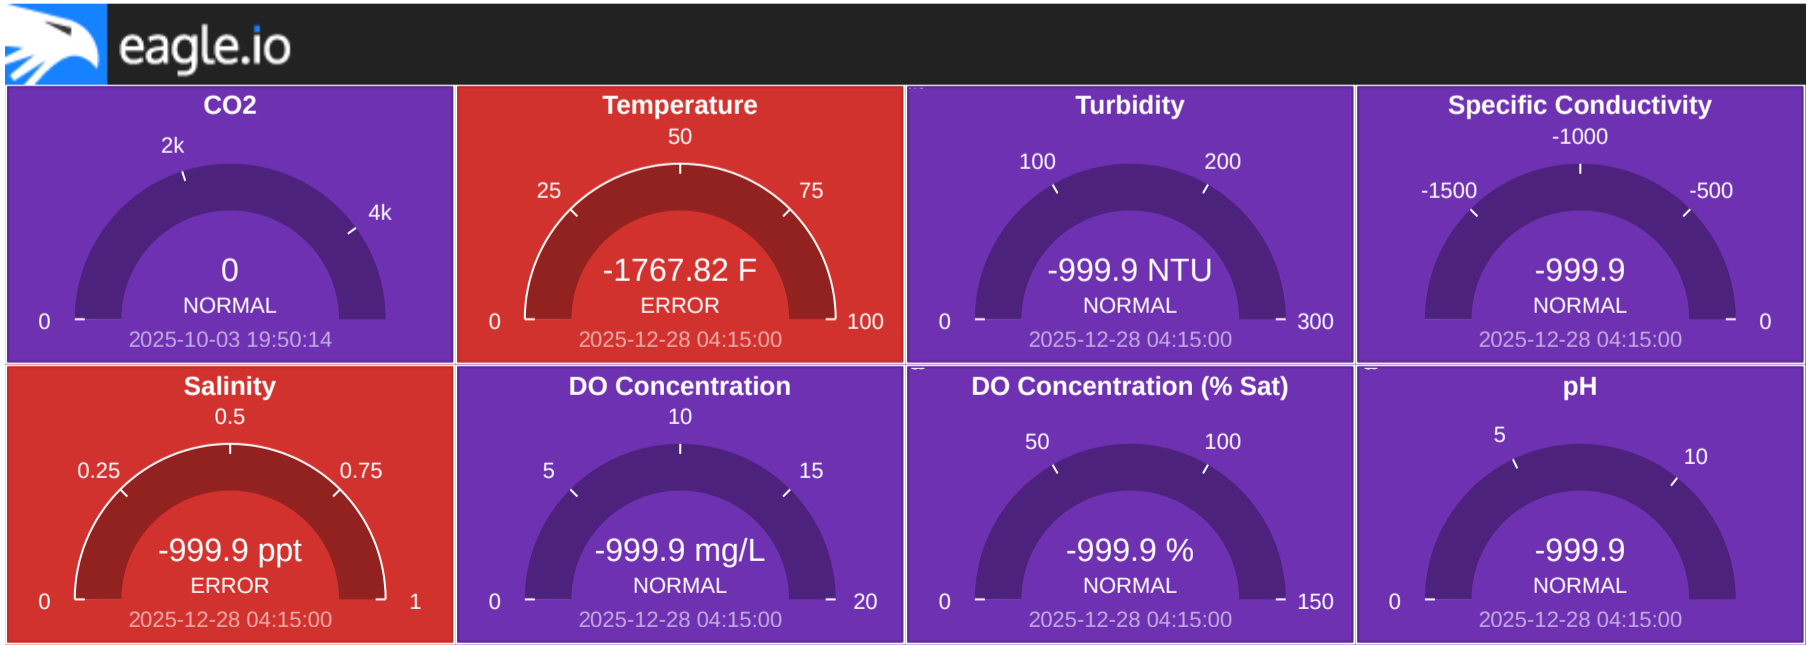 eagle.io
CO2
2k
4k
0
NORMAL
0
2025-10-03 19:50:14
Temperature
50
25
75
-1767.82 F
ERROR
0
100
2025-12-28 04:15:00
Turbidity
100
200
-999.9 NTU
NORMAL
0
300
2025-12-28 04:15:00
Specific Conductivity
-1000
-1500
-500
-999.9
NORMAL
0
2025-12-28 04:15:00
Salinity
0.5
0.25
0.75
-999.9 ppt
ERROR
0
1
2025-12-28 04:15:00
DO Concentration
10
5
15
-999.9 mg/L
NORMAL
0
20
2025-12-28 04:15:00
DO Concentration (% Sat)
50
100
-999.9 %
NORMAL
0
150
2025-12-28 04:15:00
pH
5
10
-999.9
NORMAL
0
2025-12-28 04:15:00